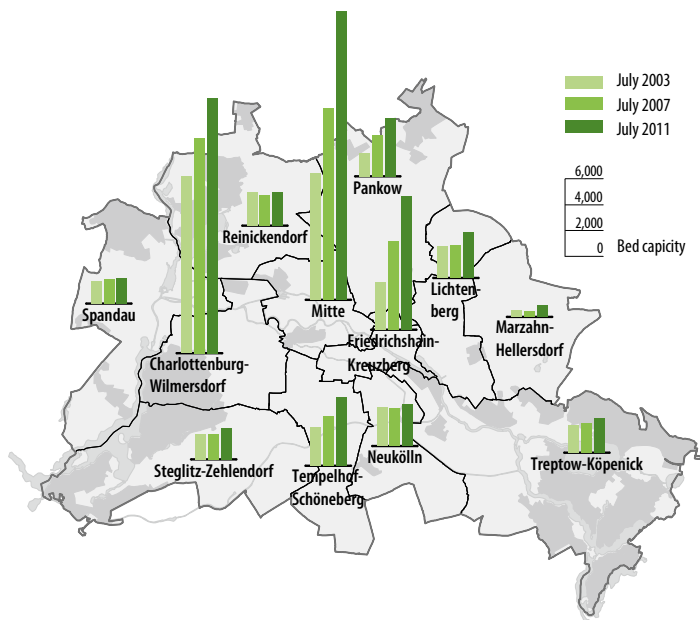 July 2003
July 2007
July 2011
6,000
4,000
2,000
0
Bed capicity
Pankow
Reinickendorf
Lichten-
berg
Spandau
Mitte
Marzahn-
Hellersdorf
Friedrichshain-
Kreuzberg
Charlottenburg-
Wilmersdorf
Steglitz-Zehlendorf
Tempelhof-
Schöneberg
Neukölln
Treptow-Köpenick